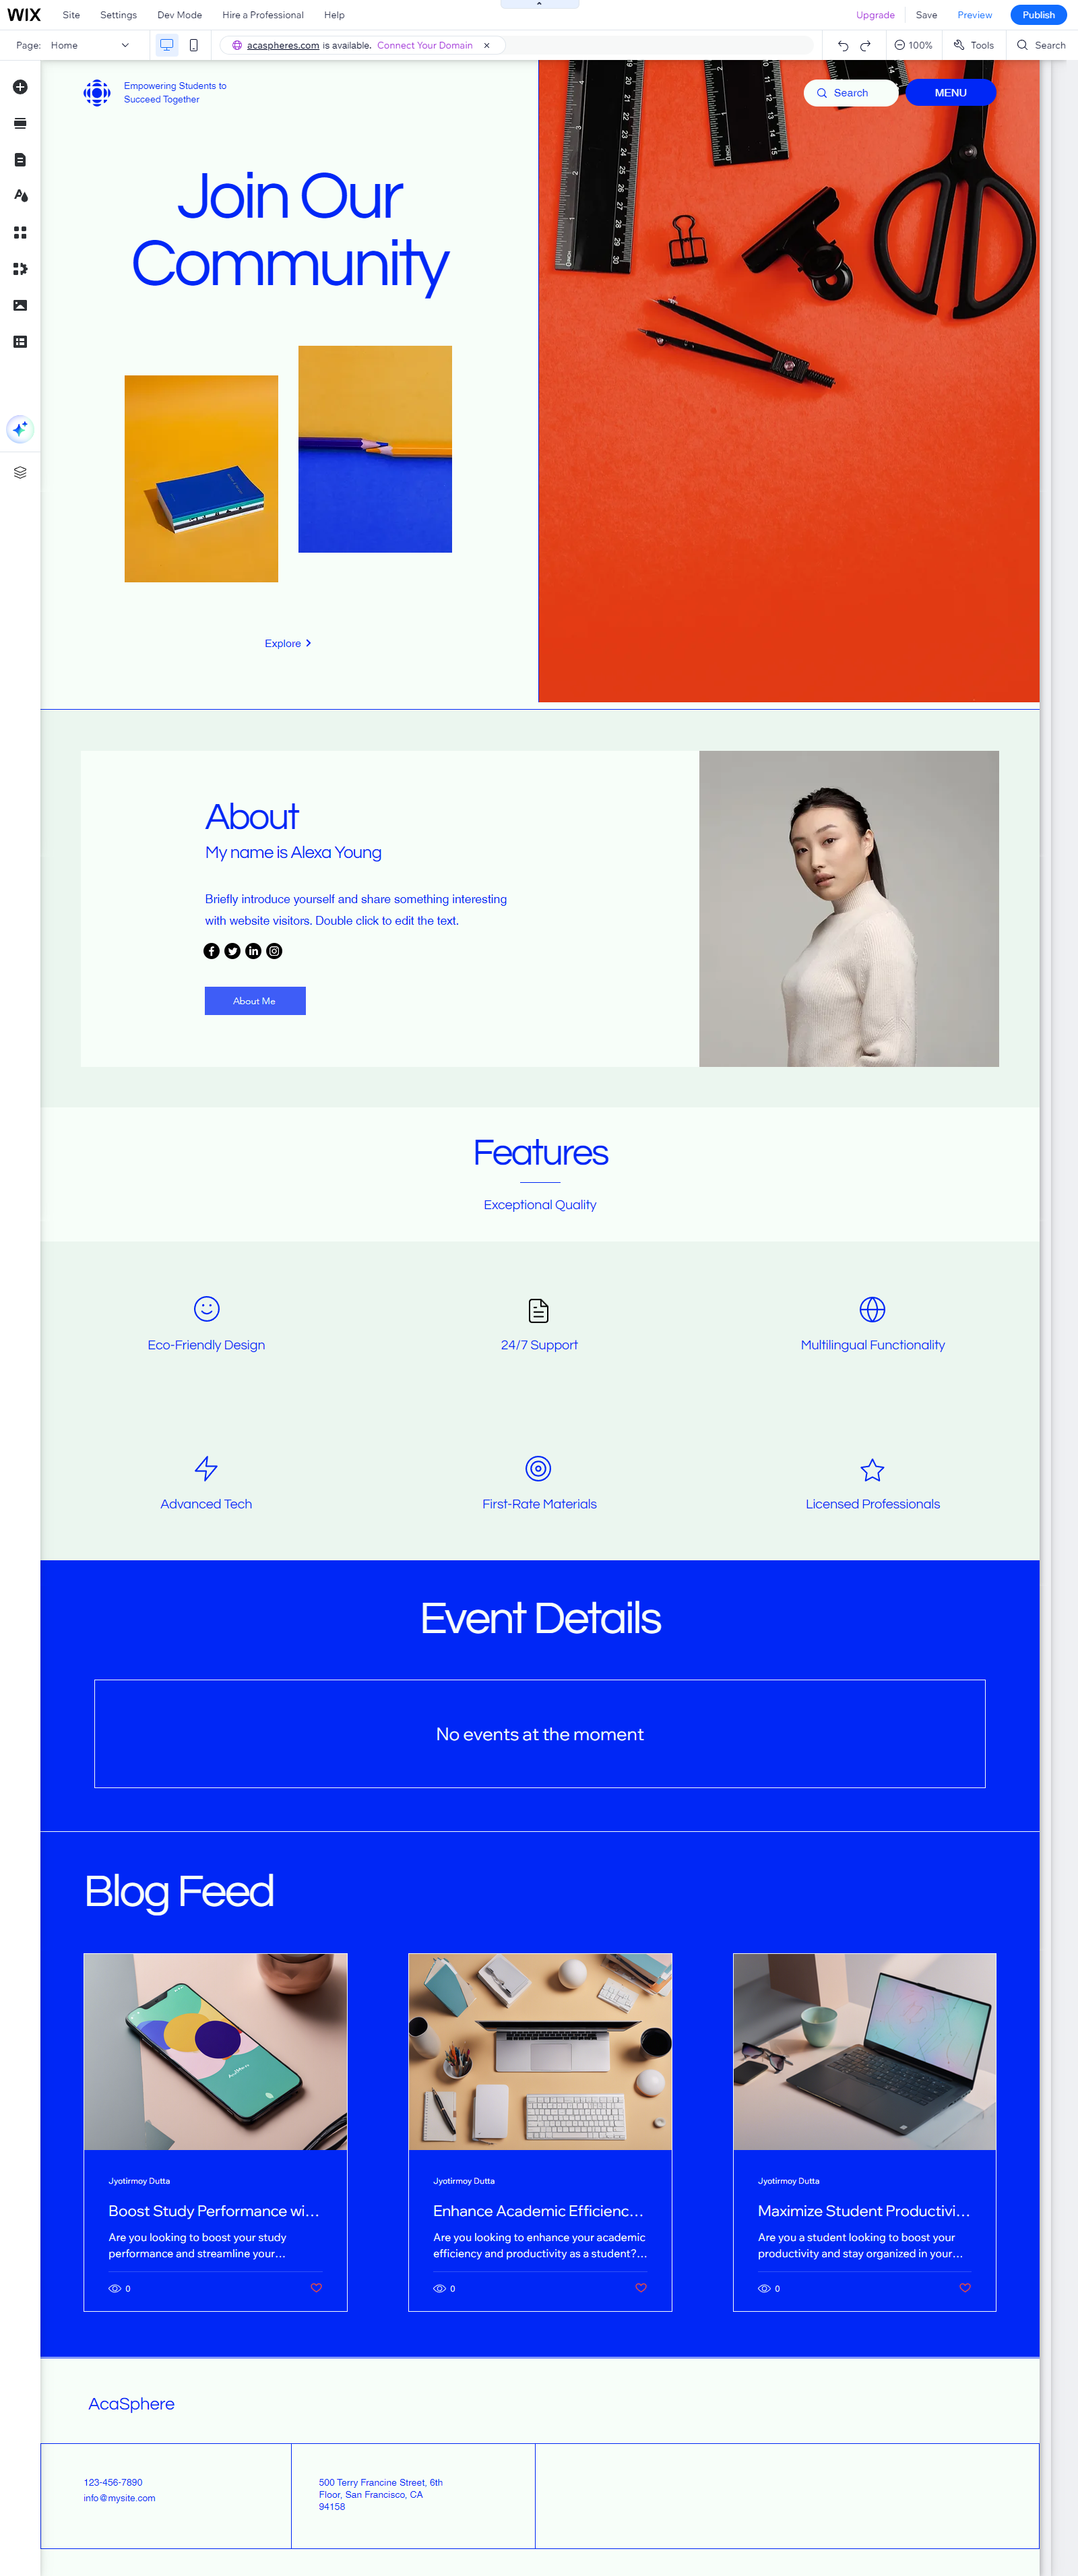 WIX
Site Settings Dev Mode Hire a Professional Help Upgrade Save Preview Publish
Page: Home acaspheres.com is available. Connect Your Domain 100% Tools Search
Empowering Students to
Succeed Together
Search MENU
Join Our
Community
Explore
About
My name is Alexa Young
Briefly introduce yourself and share something interesting
with website visitors. Double click to edit the text.
About Me
Features
Exceptional Quality
Eco-Friendly Design
24/7 Support
Multilingual Functionality
Advanced Tech
First-Rate Materials
Licensed Professionals
Event Details
No events at the moment
Blog Feed
Jyotirmoy Dutta
Boost Study Performance wi...
Are you looking to boost your study
performance and streamline your...
0
Jyotirmoy Dutta
Enhance Academic Efficienc...
Are you looking to enhance your academic
efficiency and productivity as a student?...
0
Jyotirmoy Dutta
Maximize Student Productivi...
Are you a student looking to boost your
productivity and stay organized in your...
0
AcaSphere
123-456-7890
info@mysite.com
500 Terry Francine Street, 6th
Floor, San Francisco, CA
94158